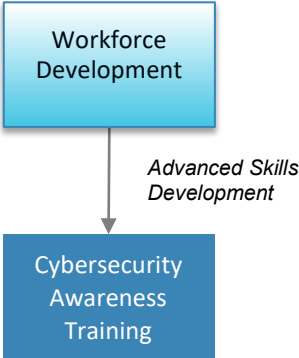 Workforce
Development
Advanced Skills
Development
Cybersecurity
Awareness
Training